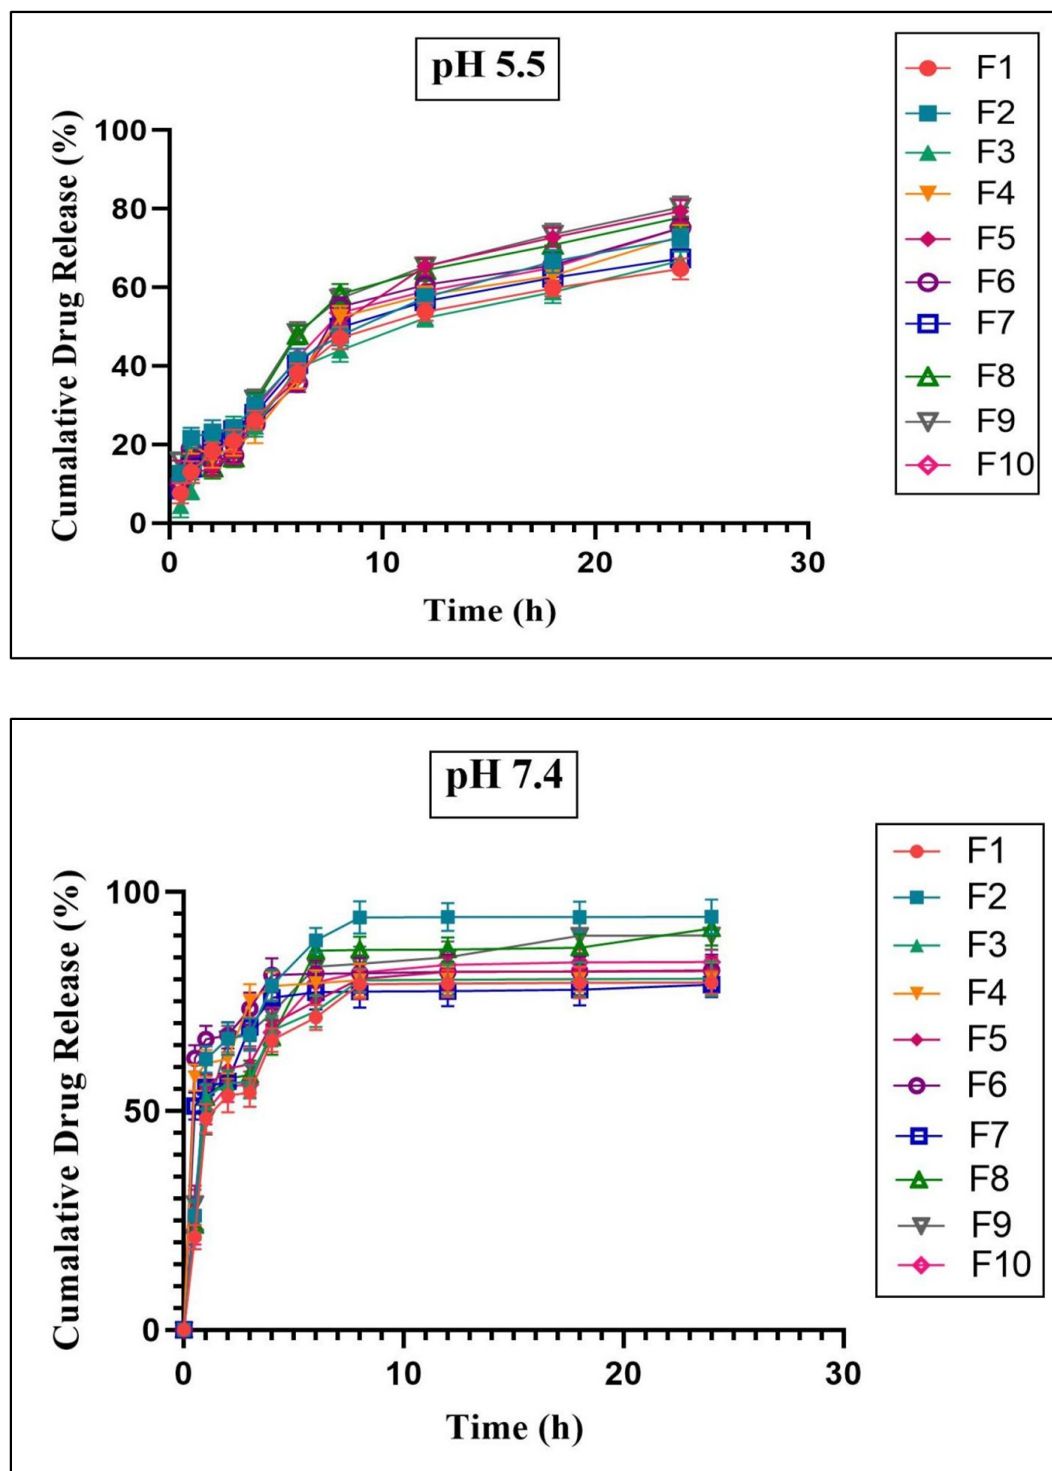 pH 5.5
Cumalative Drug Release (%)
100
80
60
40
20
0
0
10
20
30
Time (h)
F1
F2
F3
F4
F5
F6
F7
F8
F9
F10
pH 7.4
Cumalative Drug Release (%)
100
50
0
0
10
20
30
Time (h)
F1
F2
F3
F4
F5
F6
F7
F8
F9
F10